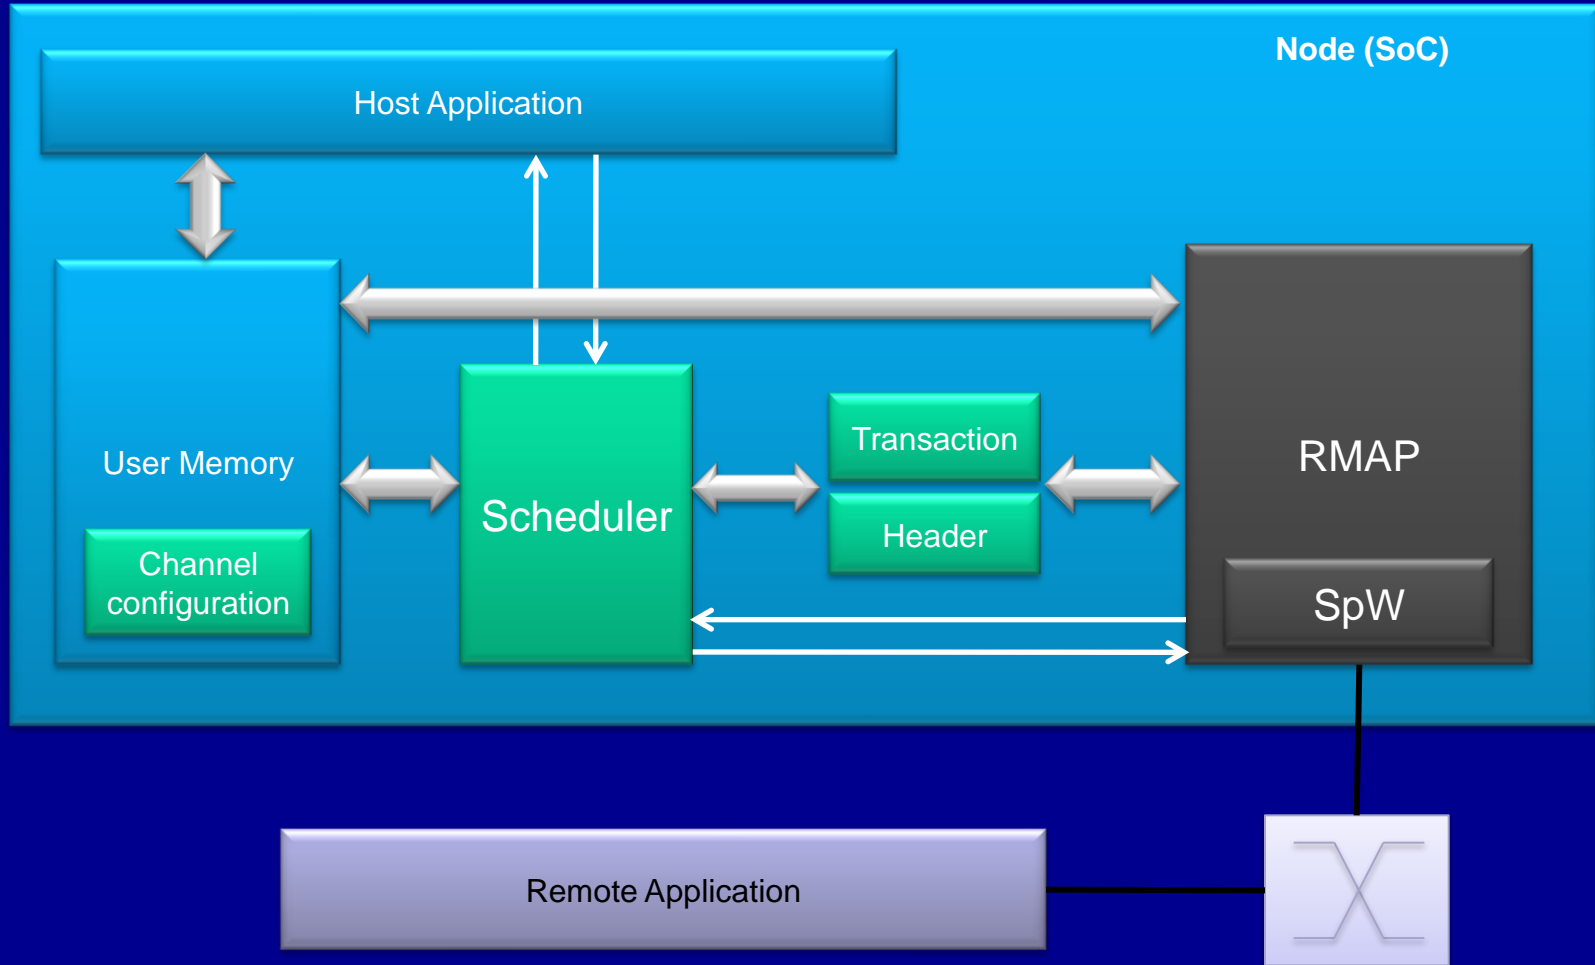 Node (SoC)
Host Application
User Memory
Channel
configuration
Scheduler
Transaction
Header
RMAP
SpW
Remote Application